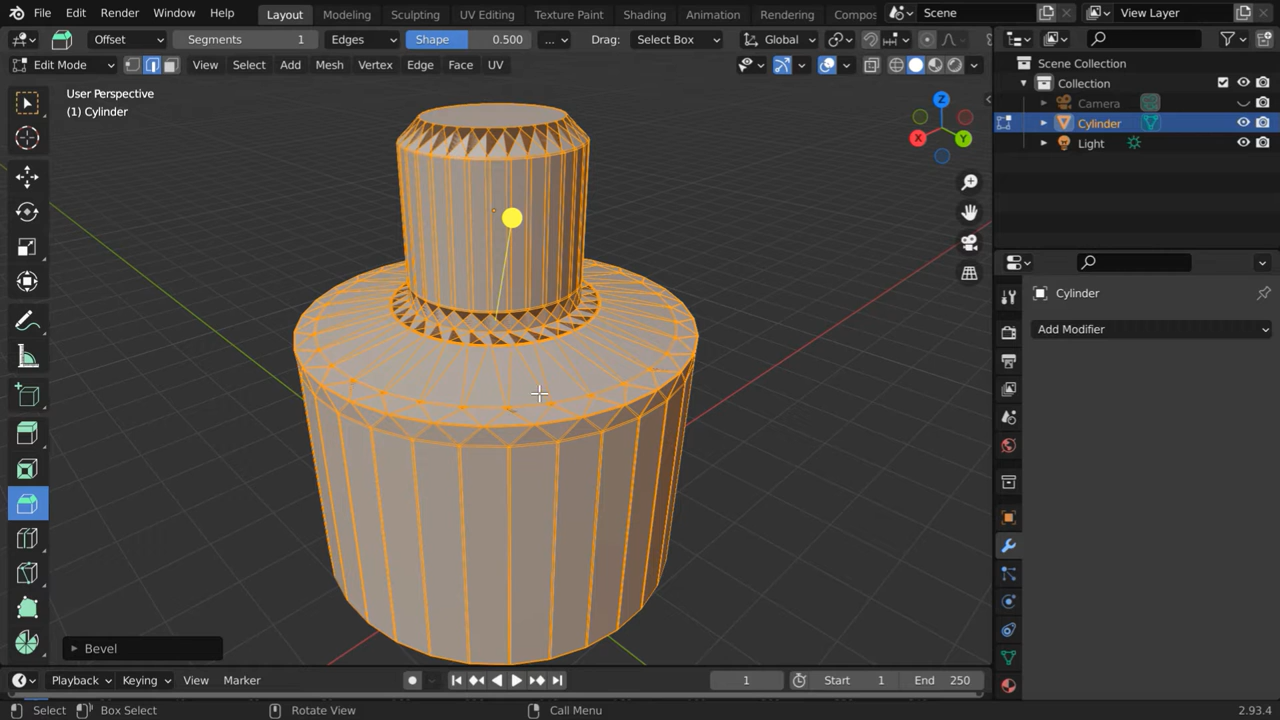 File Edit Render Window Help Layout Modeling Sculpting UV Editing Texture Paint Shading Animation Rendering Compos Scene View Layer
Offset Segments 1 Edges Shape 0.500 ... Drag: Select Box Global
Edit Mode View Select Add Mesh Vertex Edge Face UV
Scene Collection
Collection
Camera
Cylinder
Light
User Perspective
(1) Cylinder
Z
X
Y
Cylinder
Add Modifier
Bevel
Playback Keying View Marker 1 Start 1 End 250
Select Box Select Rotate View Call Menu 2.93.4